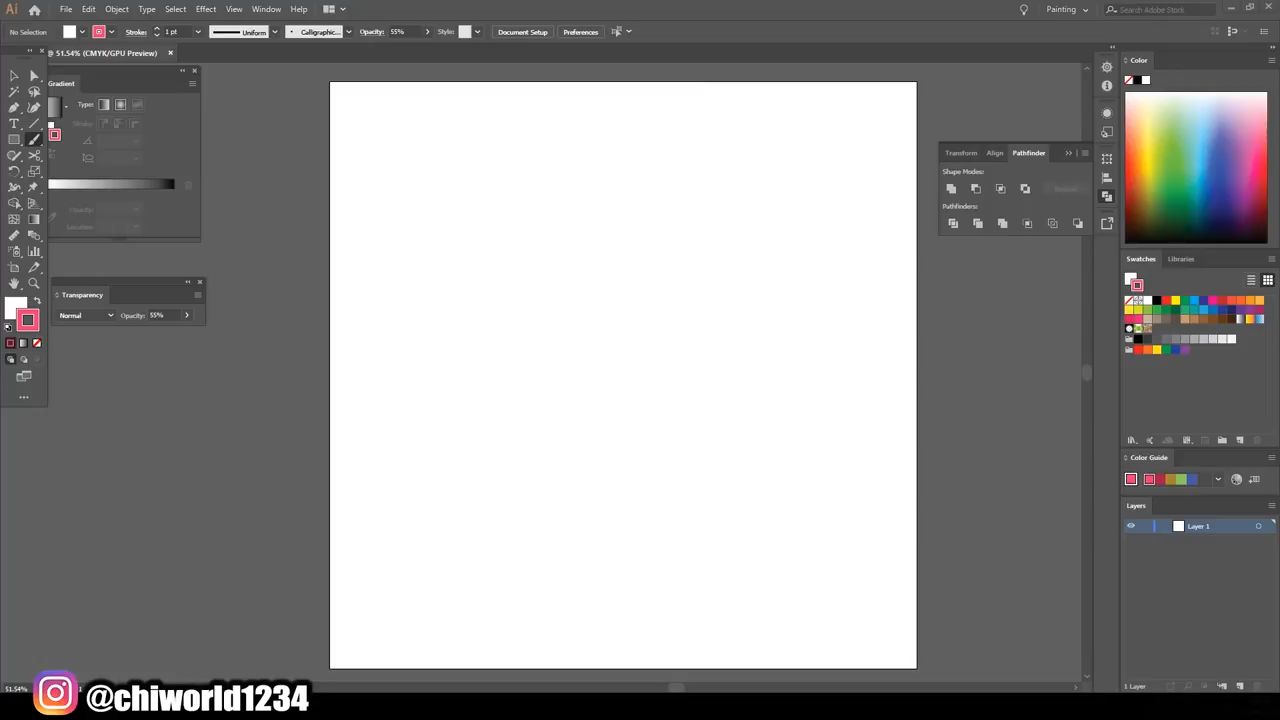 Ai File Edit Object Type Select Effect View Window Help Painting Search Adobe Stock
No Selection Stroke: 1 pt Uniform Calligraphic... Opacity: 55% Style: Document Setup Preferences
@ 51.54% (CMYK/GPU Preview)
Gradient
Type:
Stroke:
Opacity:
Location:
Transparency
Normal Opacity: 55%
Transform Align Pathfinder
Shape Modes:
Pathfinders:
Color
Swatches Libraries
Color Guide
Layers
Layer 1
1 Layer
51.54%
@chiworld1234